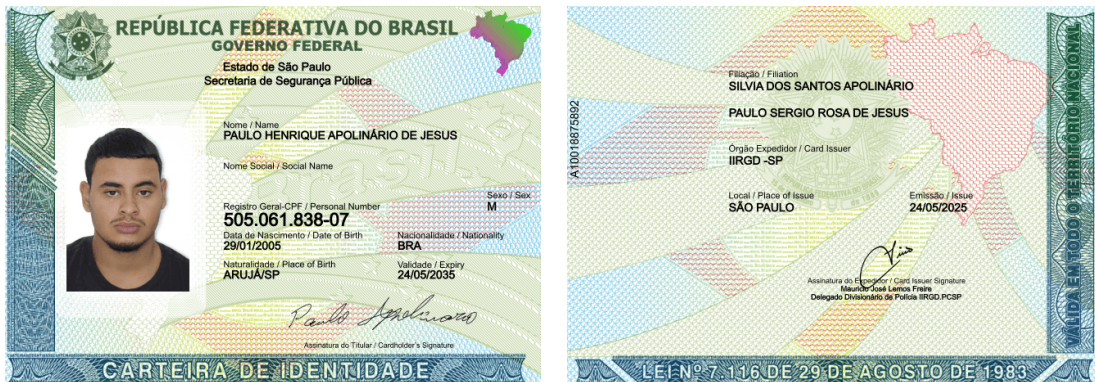 REPÚBLICA FEDERATIVA DO BRASIL
GOVERNO FEDERAL
Estado de São Paulo
Secretaria de Segurança Pública
Nome / Name
PAULO HENRIQUE APOLINÁRIO DE JESUS
Nome Social / Social Name
Registro Geral-CPF / Personal Number
505.061.838-07
Sexo / Sex
M
Data de Nascimento / Date of Birth
29/01/2005
Nacionalidade / Nationality
BRA
Naturalidade / Place of Birth
ARUJÁ/SP
Validade / Expiry
24/05/2035
Paulo Apolinario
Assinatura do Titular / Cardholder's Signature
CARTEIRA DE IDENTIDADE
Brasil
A10018875892
Filiação / Filiation
SILVIA DOS SANTOS APOLINÁRIO
PAULO SERGIO ROSA DE JESUS
Órgão Expedidor / Card Issuer
IIRGD -SP
Local / Place of Issue
SÃO PAULO
Emissão / Issue
24/05/2025
Assinatura do Expedidor / Card Issuer Signature
Mauricio José Lemos Freire
Delegado Divisionário de Polícia IIRGD.PCSP
VÁLIDA EM TODO O TERRITÓRIO NACIONAL
LEI Nº 7.116 DE 29 DE AGOSTO DE 1983